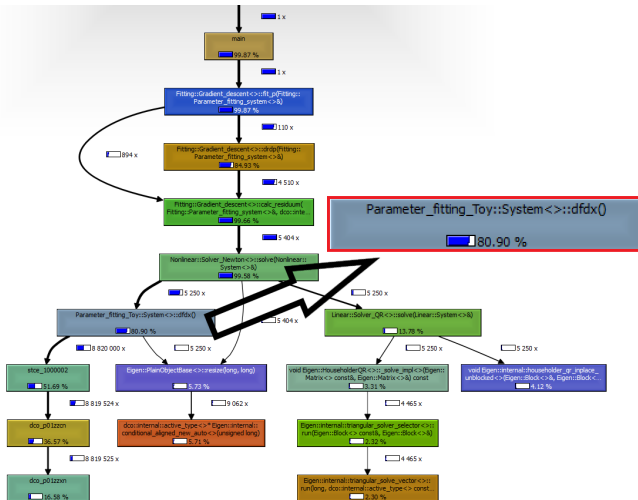 1 x
main
99.87 %
1 x
Fitting::Gradient_descent<>::fit_p(Fitting::
Parameter_fitting_system<>&)
99.87 %
110 x
894 x
Fitting::Gradient_descent<>::drdp(Fitting::
Parameter_fitting_system<>&)
84.93 %
4 510 x
Fitting::Gradient_descent<>::calc_residuum(
Fitting::Parameter_fitting_system<>&, dco::inte...
99.66 %
Parameter_fitting_Toy::System<>::dfdx()
80.90 %
5 404 x
Nonlinear::Solver_Newton<>::solve(Nonlinear::
System<>&)
99.58 %
5 250 x
5 250 x
Parameter_fitting_Toy::System<>::dfdx()
80.90 %
5 404 x
Linear::Solver_QR<>::solve(Linear::System<>&)
13.78 %
8 820 000 x
5 250 x
5 250 x
5 250 x
stce_1000002
51.69 %
Eigen::PlainObjectBase<>::resize(long, long)
5.73 %
void Eigen::HouseholderQR<>::_solve_impl<>(Eigen::
Matrix<> const&, Eigen::Matrix<>&) const
3.31 %
void Eigen::internal::householder_qr_inplace_
unblocked<>(Eigen::Block<>&, Eigen::Block<...
4.12 %
8 819 524 x
9 062 x
4 465 x
dco_p01zzcn
36.57 %
dco::internal::active_type<>* Eigen::internal::
conditional_aligned_new_auto<>(unsigned long)
5.71 %
Eigen::internal::triangular_solver_selector<>::
run(Eigen::Block<> const&, Eigen::Block<>&)
2.32 %
8 819 525 x
4 465 x
dco_p01zzxn
16.58 %
Eigen::internal::triangular_solve_vector<>::
run(long, dco::internal::active_type<> const...
2.30 %